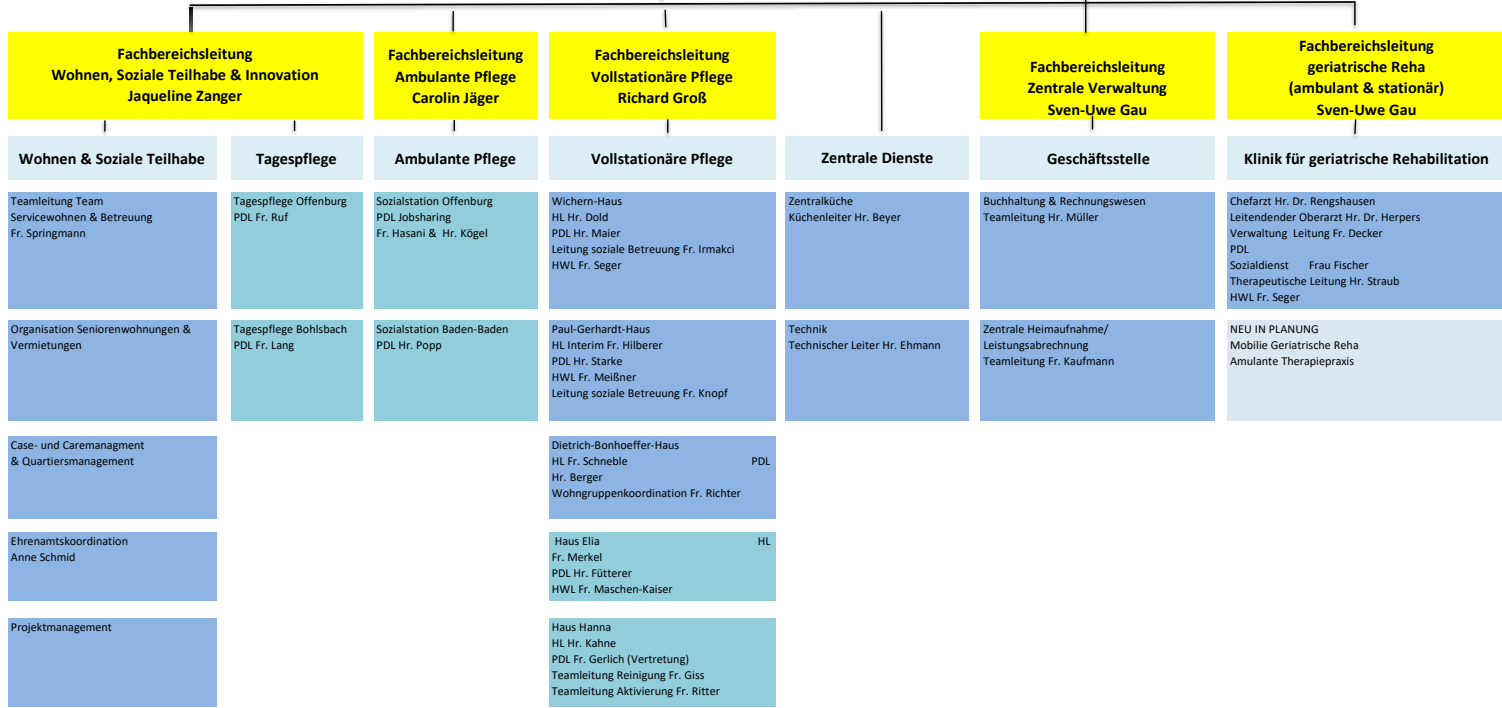 Fachbereichsleitung
Wohnen, Soziale Teilhabe & Innovation
Jaqueline Zanger
Fachbereichsleitung
Ambulante Pflege
Carolin Jäger
Fachbereichsleitung
Vollstationäre Pflege
Richard Groß
Fachbereichsleitung
Zentrale Verwaltung
Sven-Uwe Gau
Fachbereichsleitung
geriatrische Reha
(ambulant & stationär)
Sven-Uwe Gau
Wohnen & Soziale Teilhabe
Tagespflege
Ambulante Pflege
Vollstationäre Pflege
Zentrale Dienste
Geschäftsstelle
Klinik für geriatrische Rehabilitation
Teamleitung Team
Servicewohnen & Betreuung
Fr. Springmann
Tagespflege Offenburg
PDL Fr. Ruf
Sozialstation Offenburg
PDL Jobsharing
Fr. Hasani & Hr. Kögel
Wichern-Haus
HL Hr. Dold
PDL Hr. Maier
Leitung soziale Betreuung Fr. Irmakci
HWL Fr. Seger
Zentralküche
Küchenleiter Hr. Beyer
Buchhaltung & Rechnungswesen
Teamleitung Hr. Müller
Chefarzt Hr. Dr. Rengshausen
Leitendender Oberarzt Hr. Dr. Herpers
Verwaltung Leitung Fr. Decker
PDL
Sozialdienst Frau Fischer
Therapeutische Leitung Hr. Straub
HWL Fr. Seger
Organisation Seniorenwohnungen &
Vermietungen
Tagespflege Bohlsbach
PDL Fr. Lang
Sozialstation Baden-Baden
PDL Hr. Popp
Paul-Gerhardt-Haus
HL Interim Fr. Hilberer
PDL Hr. Starke
HWL Fr. Meißner
Leitung soziale Betreuung Fr. Knopf
Technik
Technischer Leiter Hr. Ehmann
Zentrale Heimaufnahme/
Leistungsabrechnung
Teamleitung Fr. Kaufmann
NEU IN PLANUNG
Mobilie Geriatrische Reha
Amulante Therapiepraxis
Case- und Caremanagment
& Quartiersmanagement
Dietrich-Bonhoeffer-Haus
HL Fr. Schneble PDL
Hr. Berger
Wohngruppenkoordination Fr. Richter
Ehrenamtskoordination
Anne Schmid
Haus Elia HL
Fr. Merkel
PDL Hr. Fütterer
HWL Fr. Maschen-Kaiser
Projektmanagement
Haus Hanna
HL Hr. Kahne
PDL Fr. Gerlich (Vertretung)
Teamleitung Reinigung Fr. Giss
Teamleitung Aktivierung Fr. Ritter